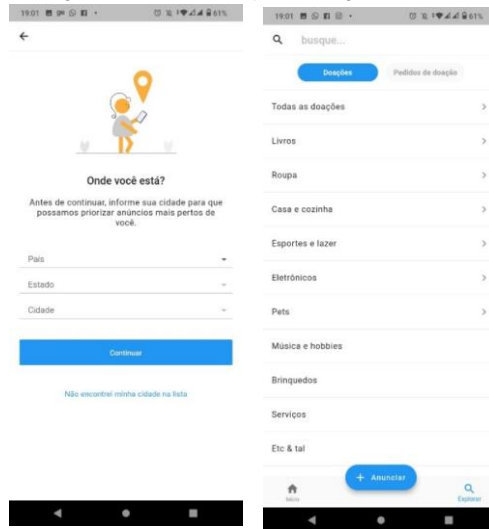 19:01
61%
Onde você está?
Antes de continuar, informe sua cidade para que
possamos priorizar anúncios mais pertos de
você.
País
Estado
Cidade
Continuar
Não encontrei minha cidade na lista
19:01
61%
busque...
Doações
Pedidos de doação
Todas as doações
Livros
Roupa
Casa e cozinha
Esportes e lazer
Eletrônicos
Pets
Música e hobbies
Brinquedos
Serviços
Etc & tal
+ Anunciar
Início
Explorar